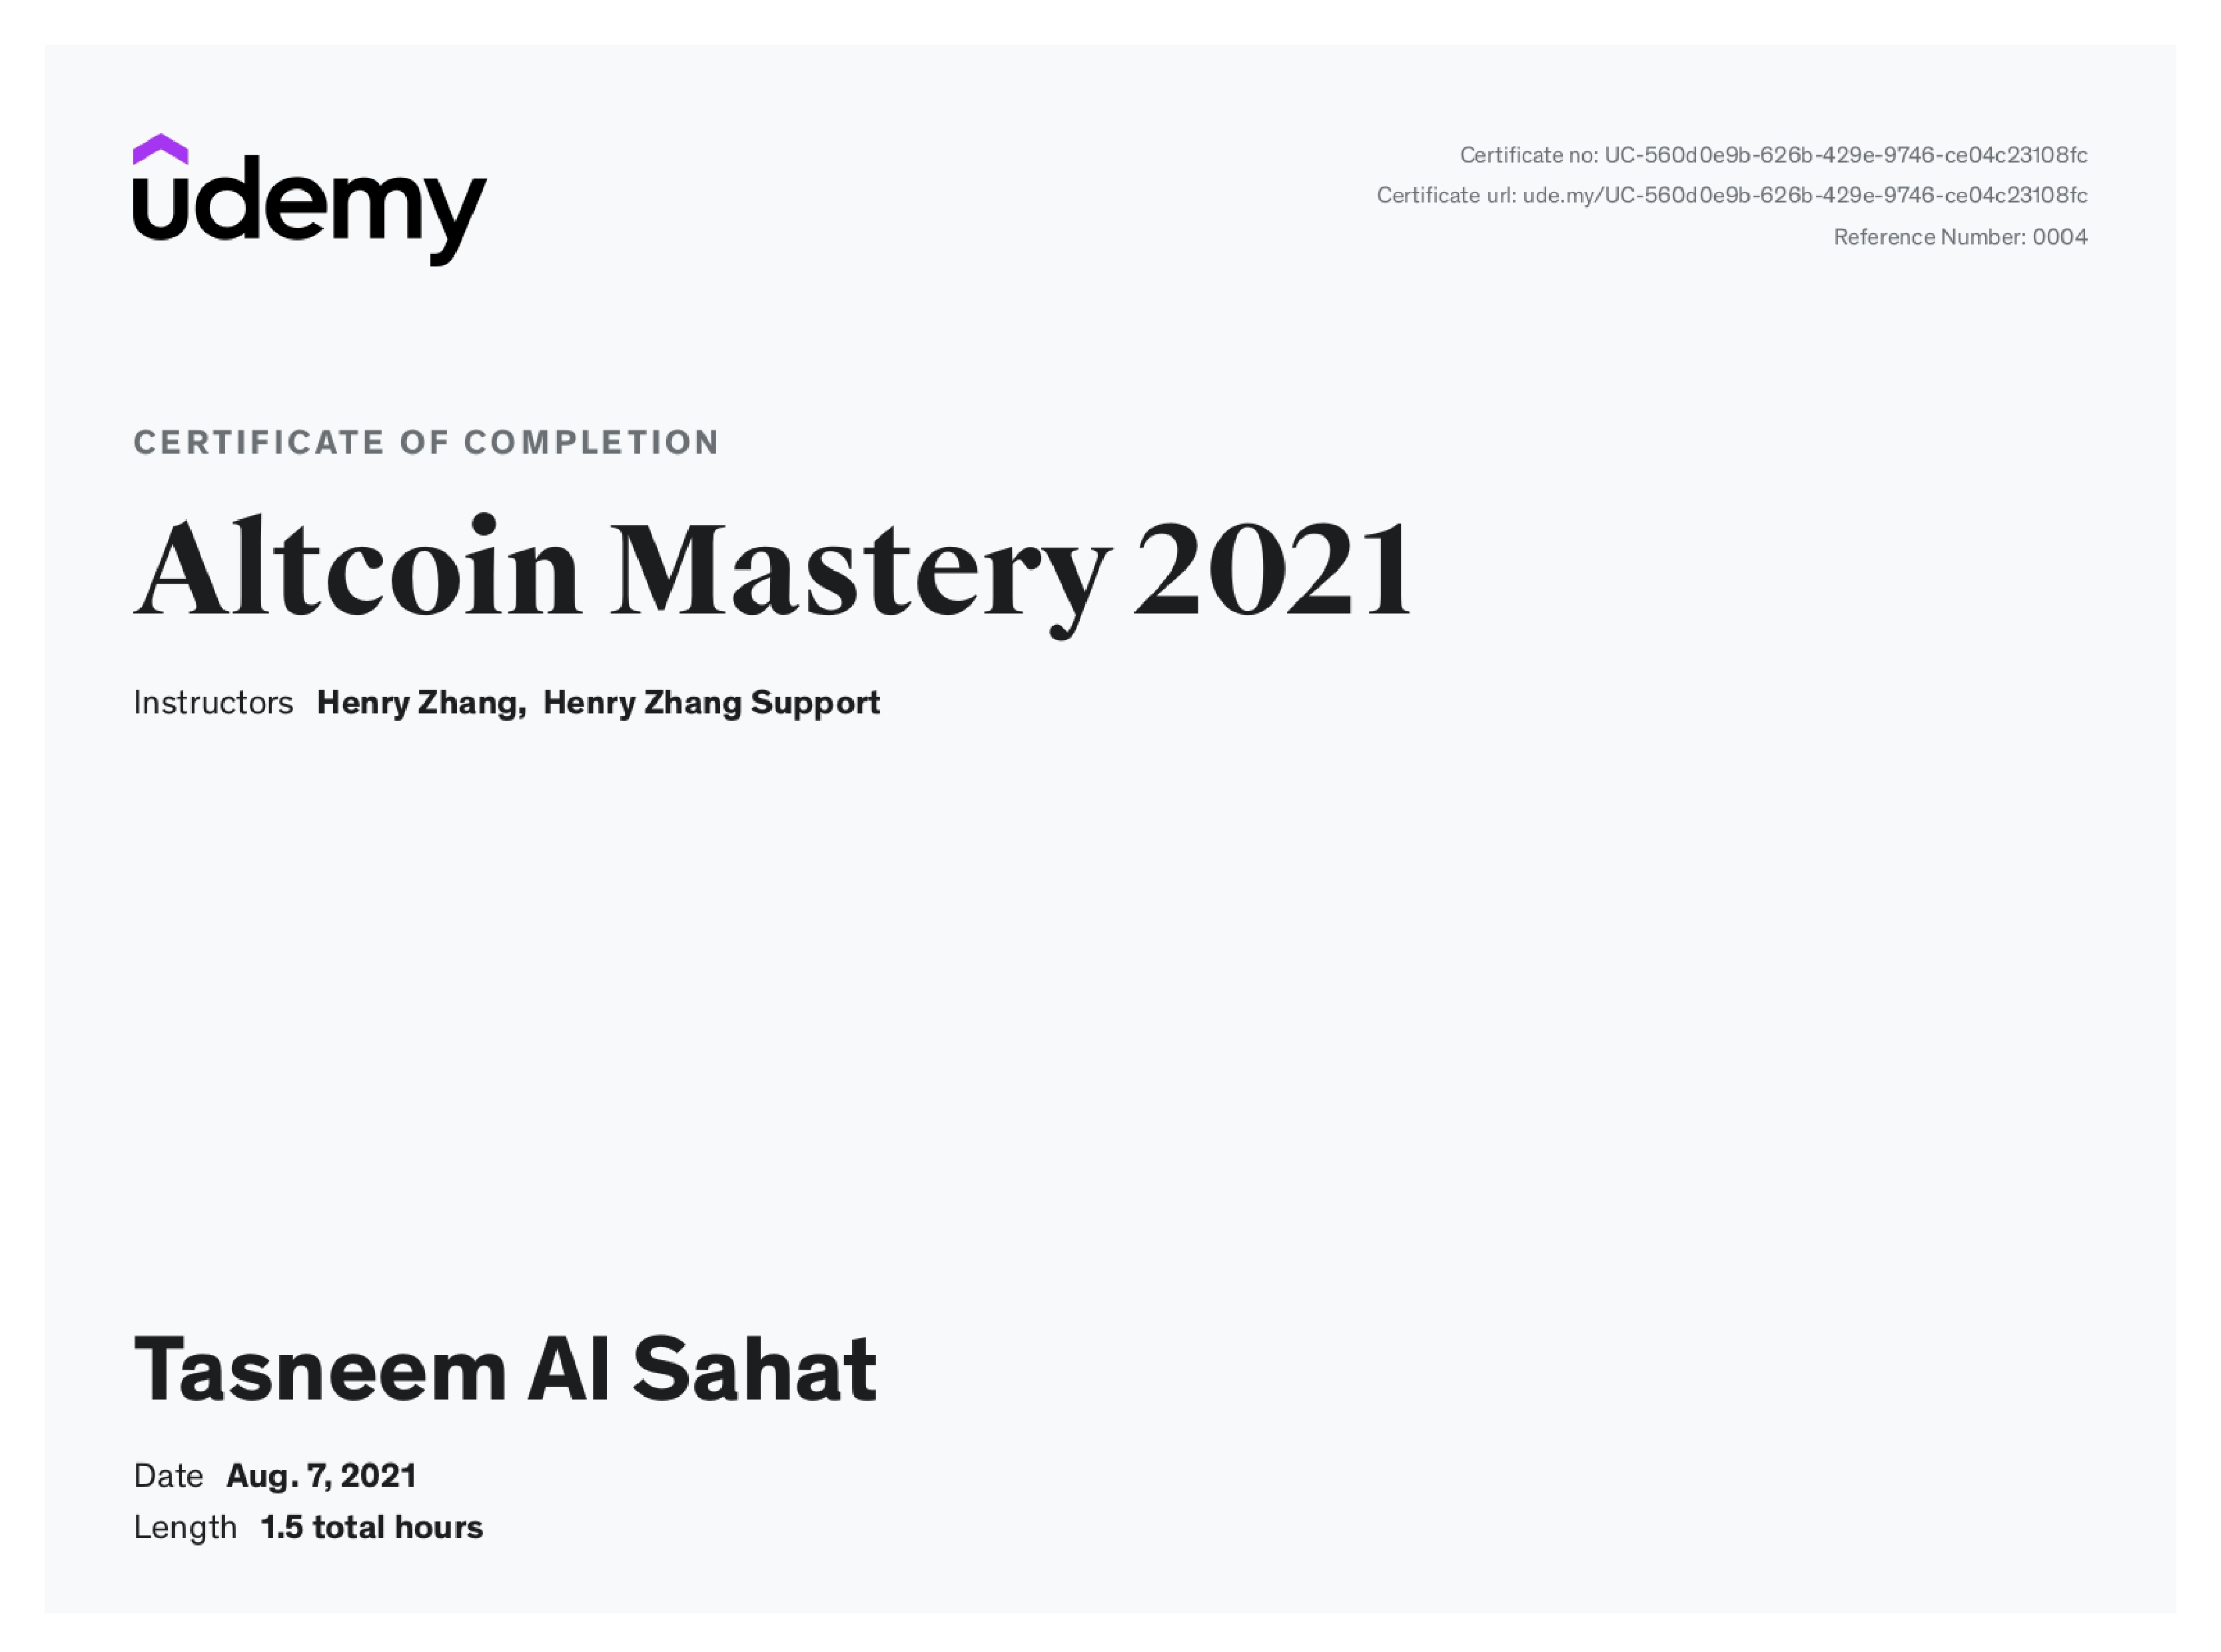 udemy
Certificate no: UC-560d0e9b-626b-429e-9746-ce04c23108fc
Certificate url: ude.my/UC-560d0e9b-626b-429e-9746-ce04c23108fc
Reference Number: 0004
CERTIFICATE OF COMPLETION
Altcoin Mastery 2021
Instructors Henry Zhang, Henry Zhang Support
Tasneem Al Sahat
Date Aug. 7, 2021
Length 1.5 total hours